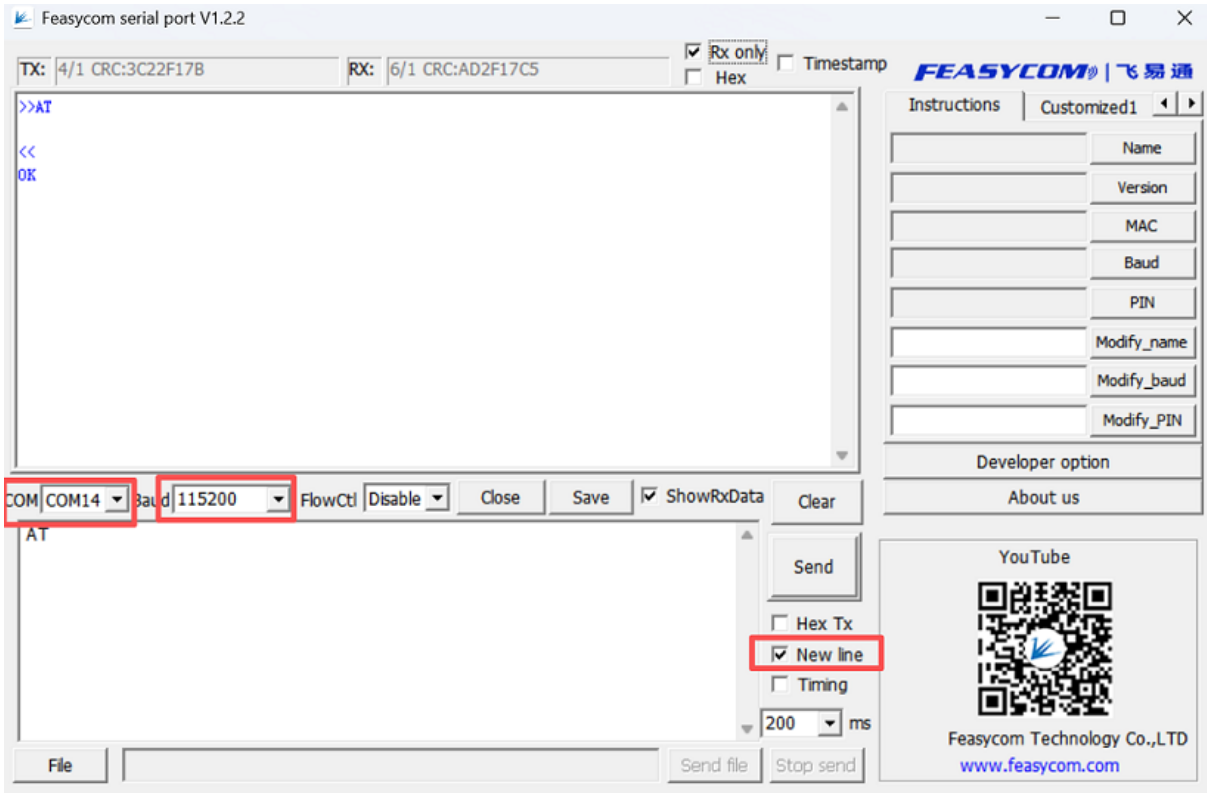 Feasycom serial port V1.2.2
TX: 4/1 CRC:3C22F17B RX: 6/1 CRC:AD2F17C5 Rx only Hex Timestamp
FEASYCOM | 飞易通
>>AT
<<
OK
Instructions Customized1
Name
Version
MAC
Baud
PIN
Modify_name
Modify_baud
Modify_PIN
Developer option
About us
COM COM14 Baud 115200 FlowCtl Disable Close Save ShowRxData Clear
AT
Send
Hex Tx
New line
Timing
200 ms
File Send file Stop send
YouTube
Feasycom Technology Co.,LTD
www.feasycom.com